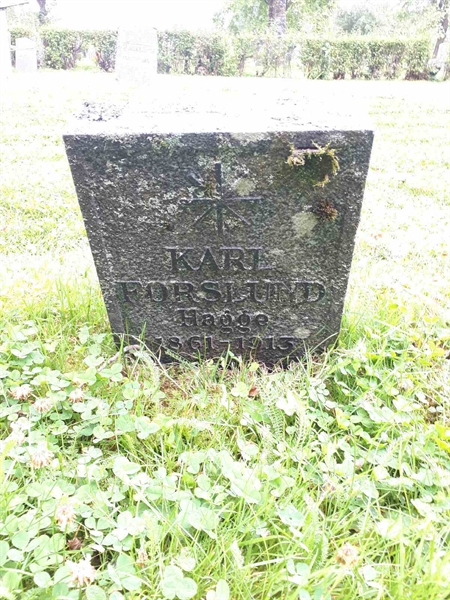 KARL
FORSLUND
Hagge
1861-1913